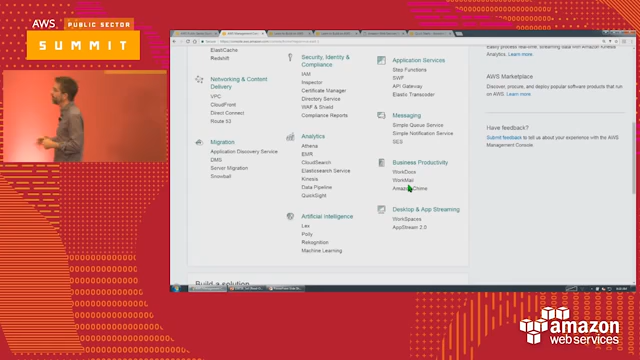 AWS
PUBLIC SECTOR
SUMMIT
ElastiCache
Redshift
Networking & Content
Delivery
VPC
CloudFront
Direct Connect
Route 53
Migration
Application Discovery Service
DMS
Server Migration
Snowball
Security, Identity &
Compliance
IAM
Inspector
Certificate Manager
Directory Service
WAF & Shield
Compliance Reports
Analytics
Athena
EMR
CloudSearch
Elasticsearch Service
Kinesis
Data Pipeline
QuickSight
Artificial Intelligence
Lex
Polly
Rekognition
Machine Learning
Application Services
Step Functions
SWF
API Gateway
Elastic Transcoder
Messaging
Simple Queue Service
Simple Notification Service
SES
Business Productivity
WorkDocs
WorkMail
Amazon Chime
Desktop & App Streaming
WorkSpaces
AppStream 2.0
Analytics. Learn more.
AWS Marketplace
Discover, procure, and deploy popular software products that run
on AWS. Learn more.
Have feedback?
Submit feedback to tell us about your experience with the AWS
Management Console.
Build a solution
amazon
web services